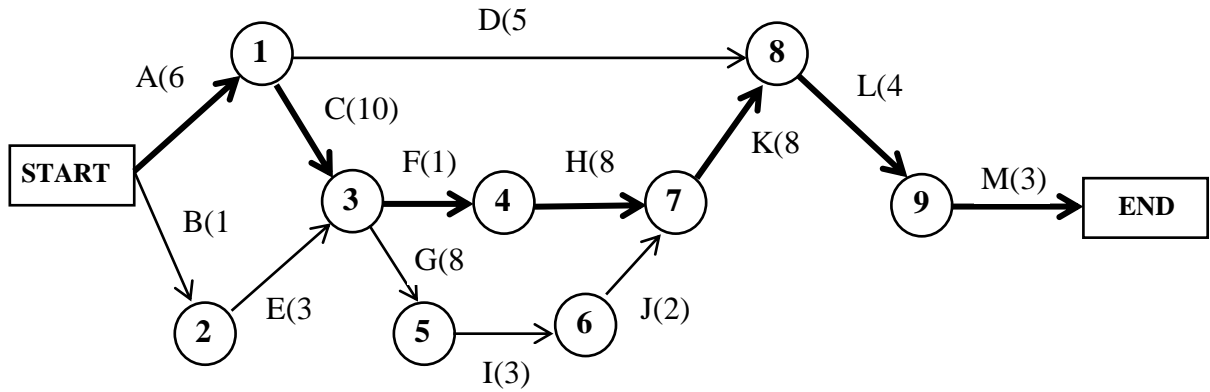 D(5
1
8
A(6
L(4
C(10)
K(8
F(1)
H(8
START
3
4
7
M(3)
9
END
B(1
G(8
E(3
J(2)
2
5
6
I(3)